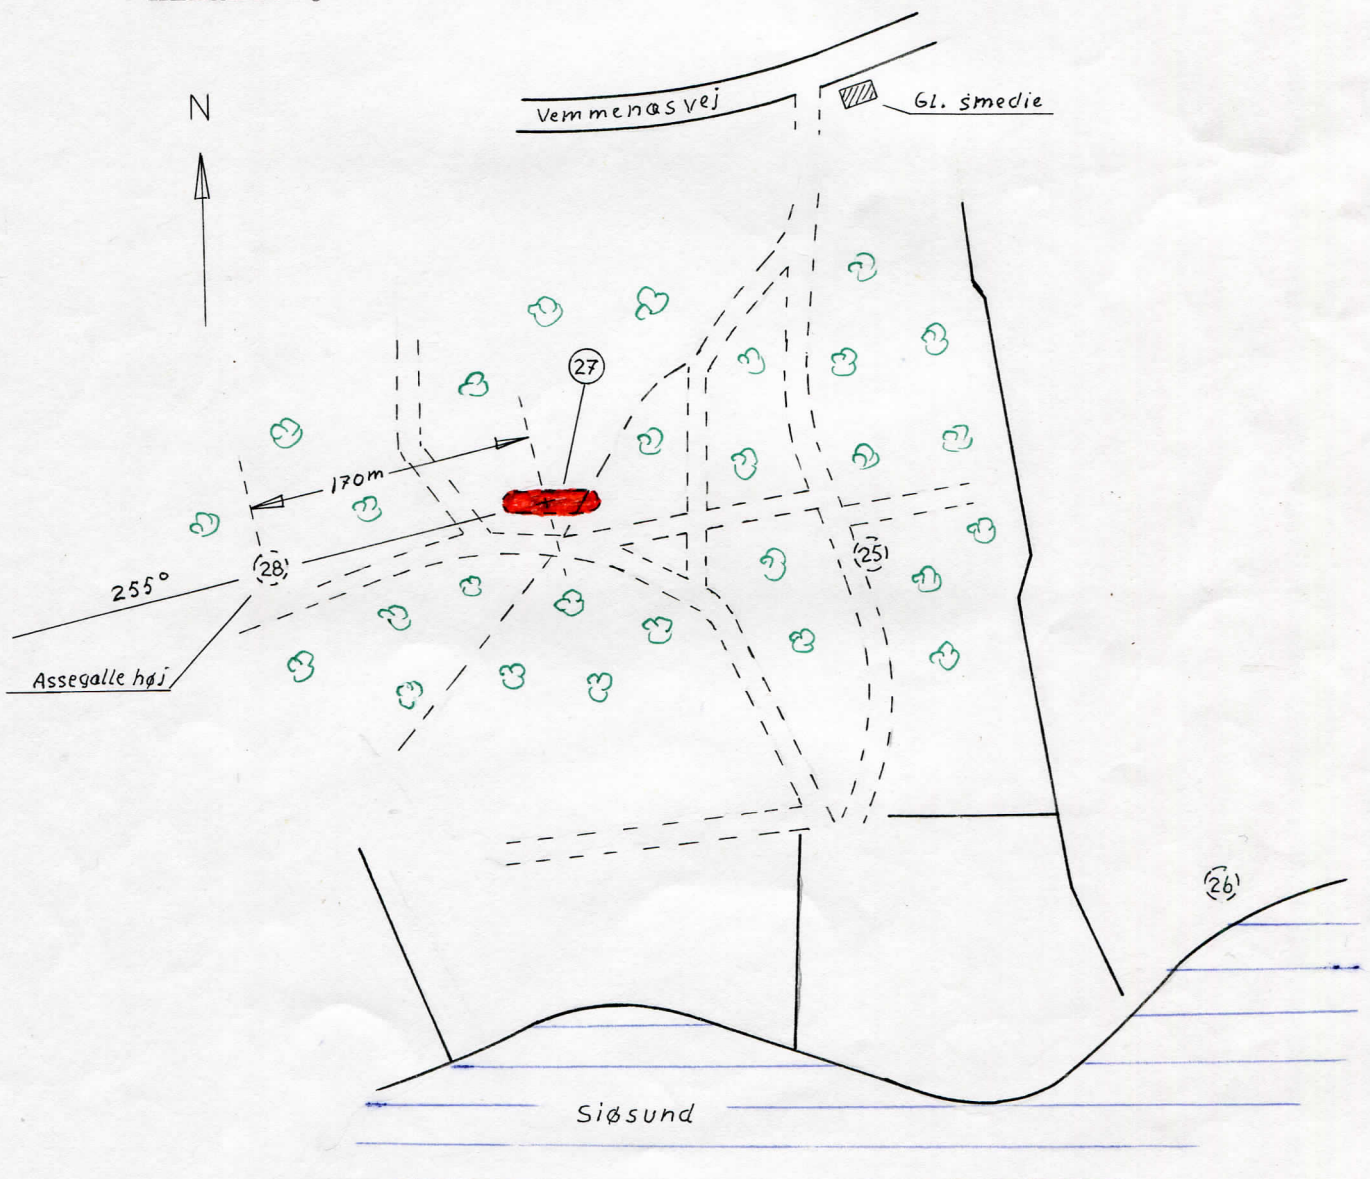 N
Vemmenæsvej
Gl. smedie
27
170m
25
28
255°
Assegalle høj
26
Siøsund